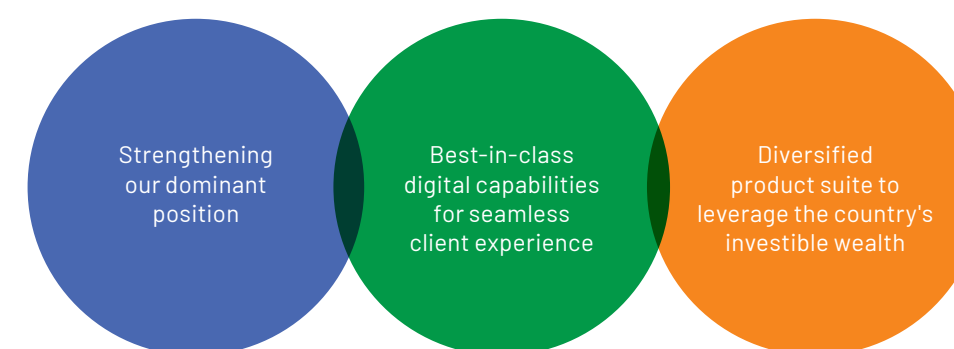 Strengthening
our dominant
position
Best-in-class
digital capabilities
for seamless
client experience
Diversified
product suite to
leverage the country's
investible wealth